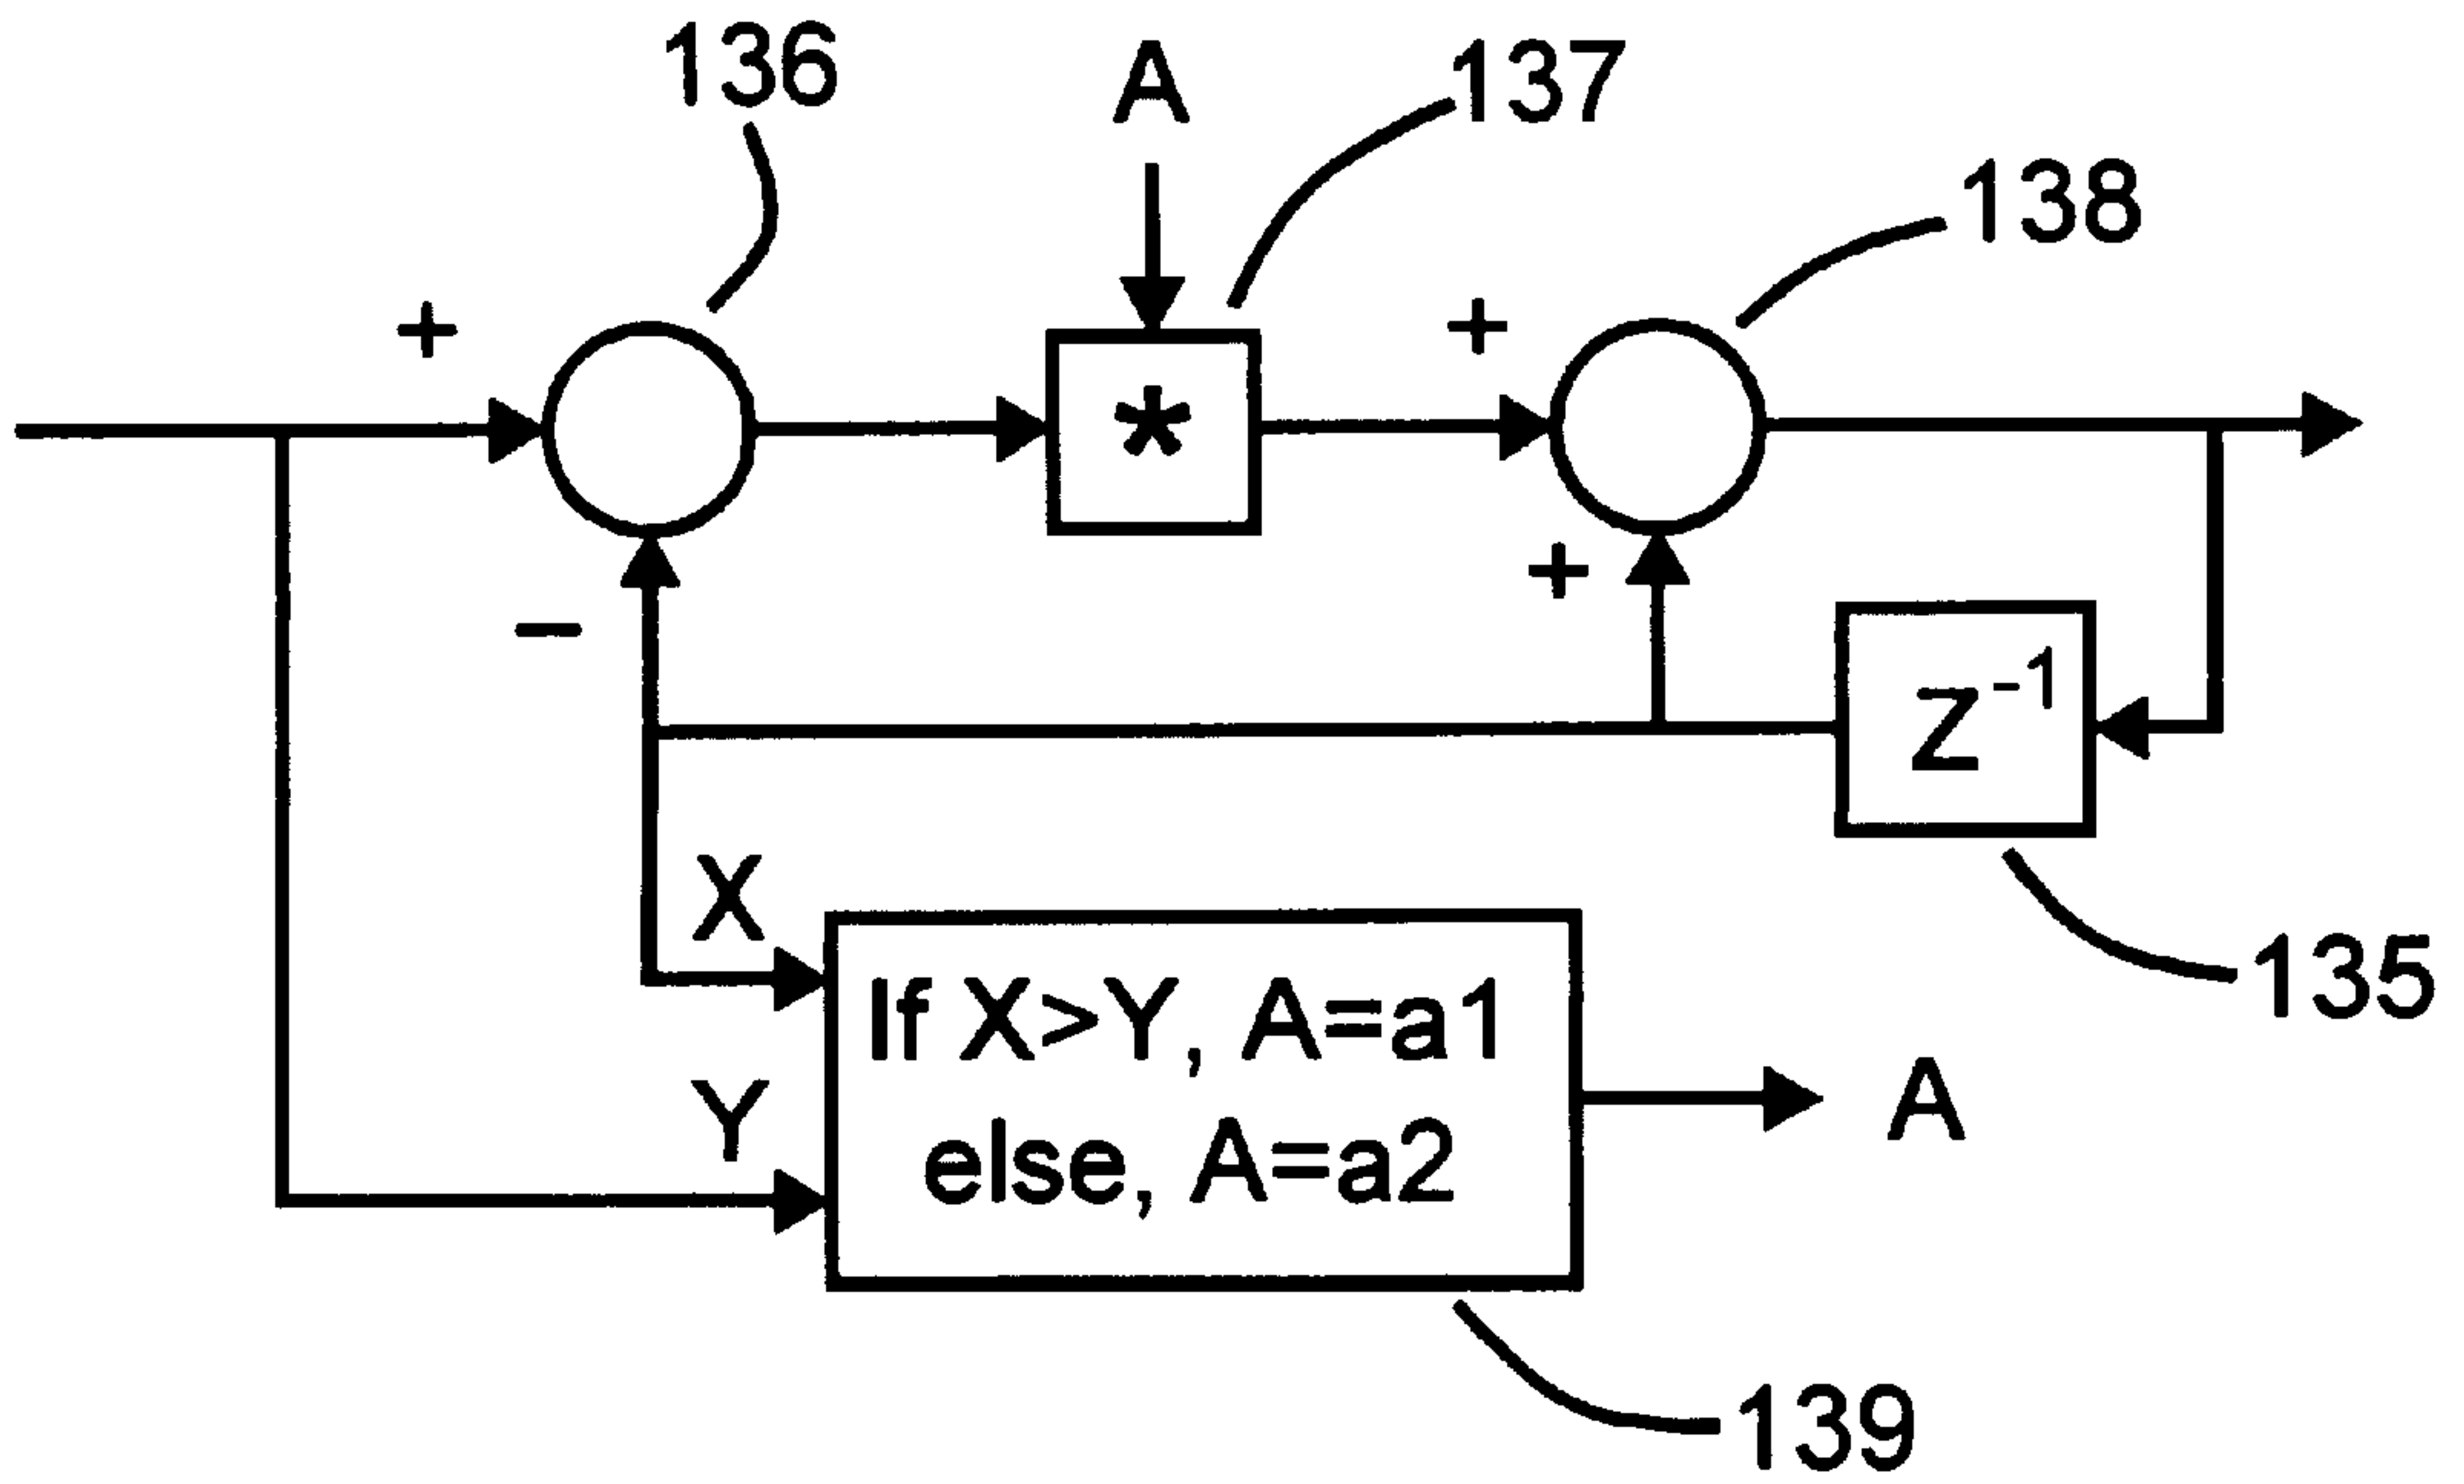 136
A
137
138
+
+
*
+
−
z⁻¹
X
135
If X>Y, A=a1
A
Y
else, A=a2
139